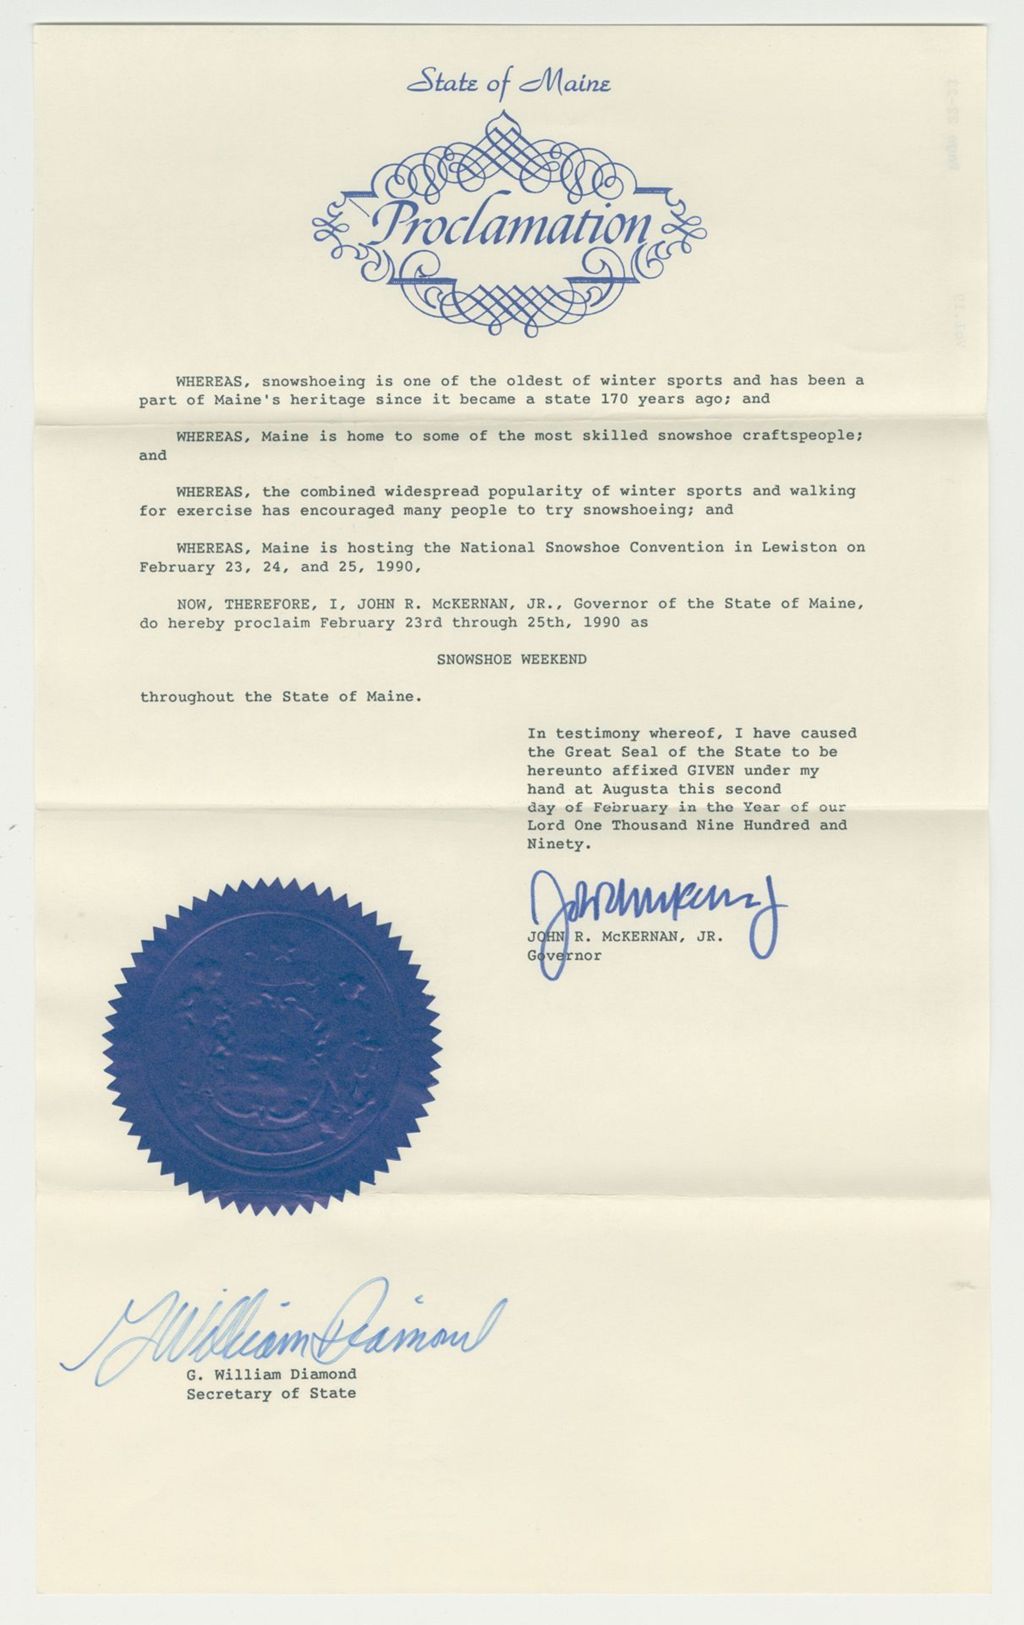 State of Maine
Proclamation
WHEREAS, snowshoeing is one of the oldest of winter sports and has been a
part of Maine's heritage since it became a state 170 years ago; and
WHEREAS, Maine is home to some of the most skilled snowshoe craftspeople;
and
WHEREAS, the combined widespread popularity of winter sports and walking
for exercise has encouraged many people to try snowshoeing; and
WHEREAS, Maine is hosting the National Snowshoe Convention in Lewiston on
February 23, 24, and 25, 1990,
NOW, THEREFORE, I, JOHN R. McKERNAN, JR., Governor of the State of Maine,
do hereby proclaim February 23rd through 25th, 1990 as
SNOWSHOE WEEKEND
throughout the State of Maine.
In testimony whereof, I have caused
the Great Seal of the State to be
hereunto affixed GIVEN under my
hand at Augusta this second
day of February in the Year of our
Lord One Thousand Nine Hundred and
Ninety.
John R McKernan Jr
JOHN R. McKERNAN, JR.
Governor
G William Diamond
G. William Diamond
Secretary of State